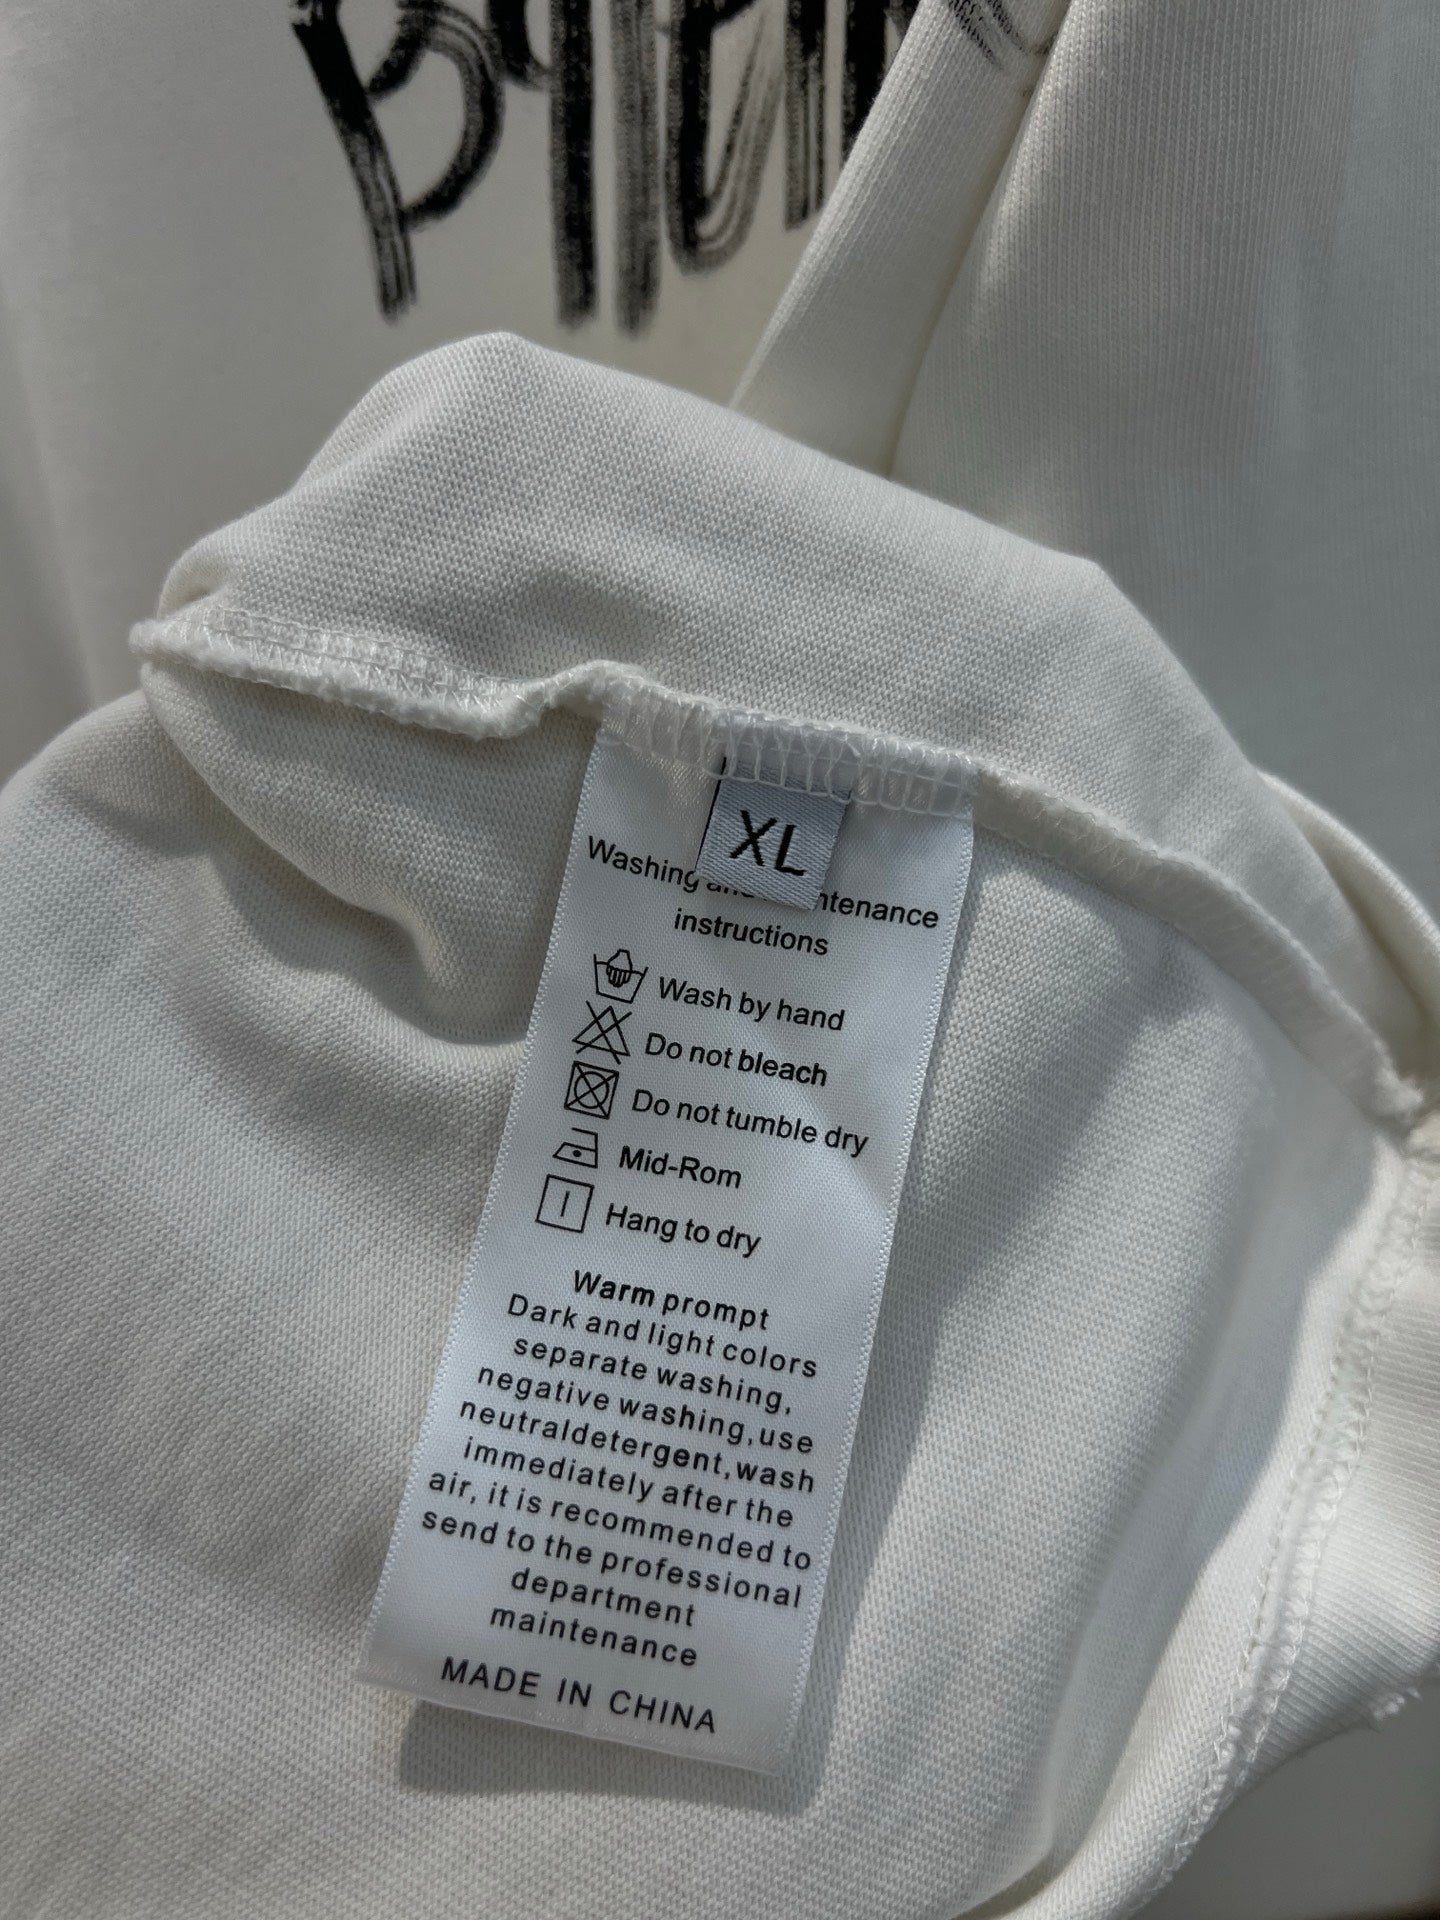 XL
Washing ntenance
instructions
Wash by hand
Do not bleach
Do not tumble dry
Mid-Rom
Hang to dry
Warm prompt
Dark and light colors
separate washing,
negative washing,use
neutraldetergent,wash
immediately after the
air, it is recommended to
send to the professional
department
maintenance
MADE IN CHINA